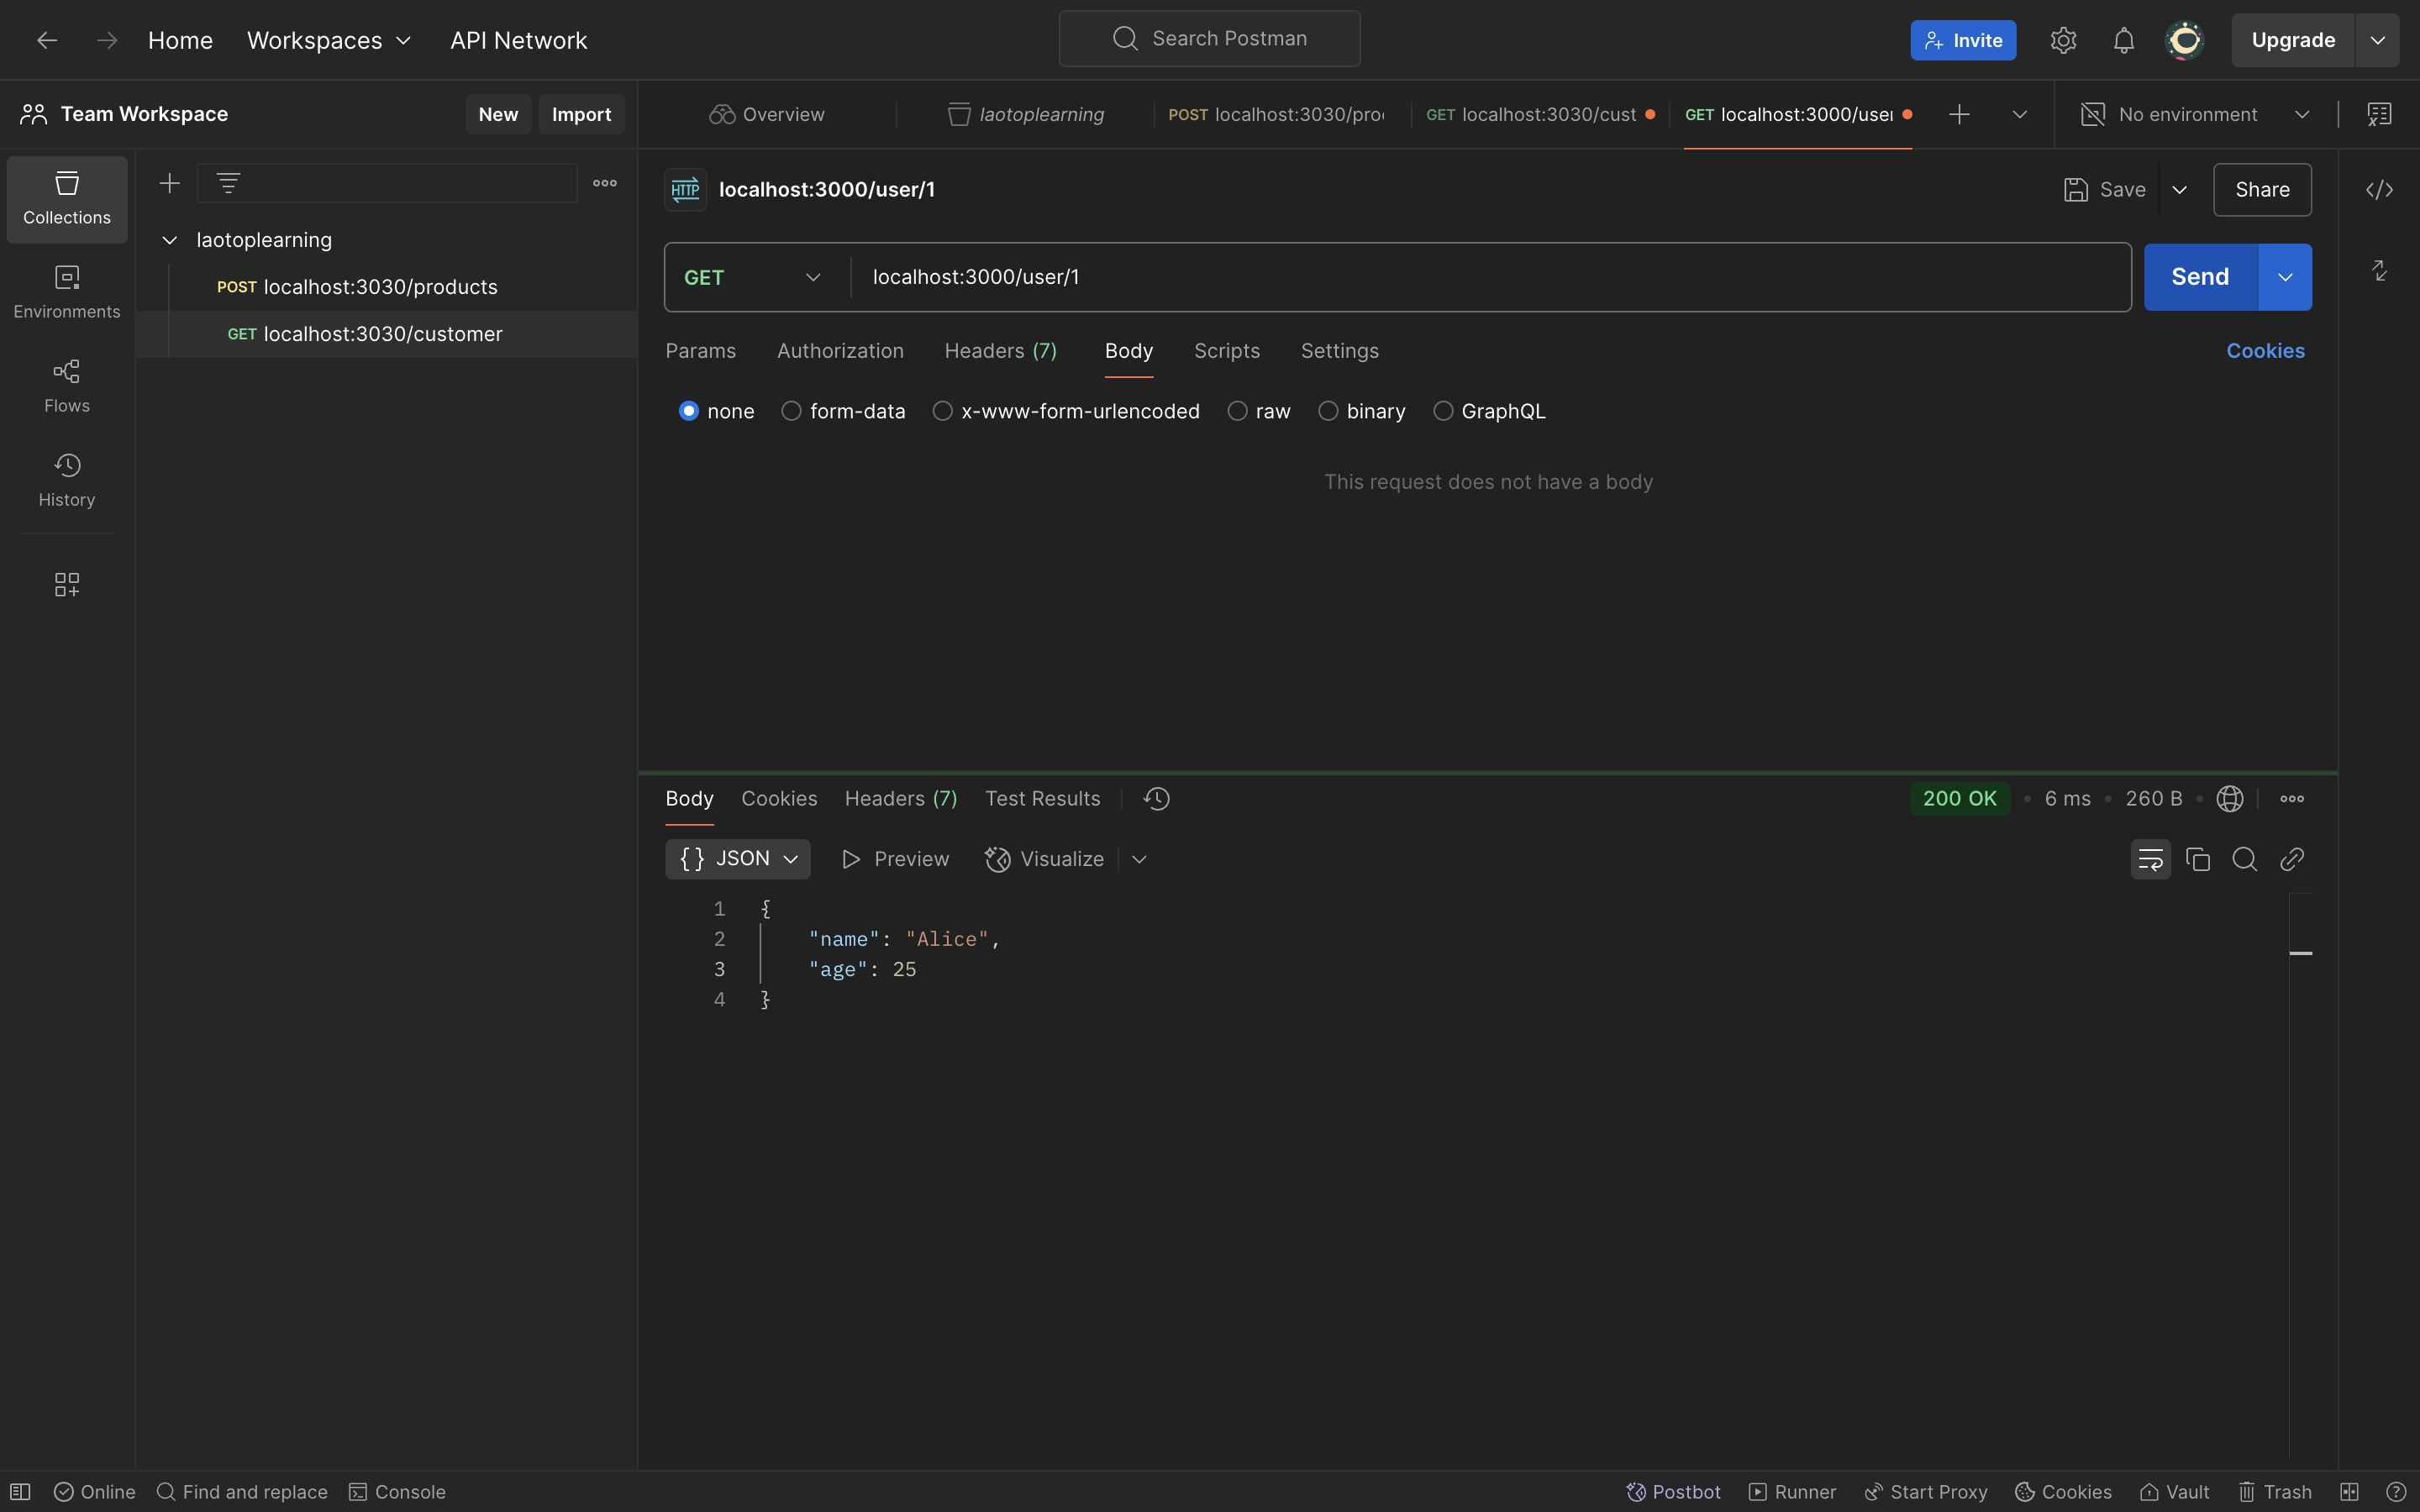 Home Workspaces API Network Search Postman Invite Upgrade
Team Workspace New Import Overview laotoplearning POST localhost:3030/pro GET localhost:3030/cust GET localhost:3000/use No environment
Collections
Environments
Flows
History
laotoplearning
POST localhost:3030/products
GET localhost:3030/customer
HTTP localhost:3000/user/1 Save Share
GET localhost:3000/user/1 Send
Params Authorization Headers (7) Body Scripts Settings Cookies
none form-data x-www-form-urlencoded raw binary GraphQL
This request does not have a body
Body Cookies Headers (7) Test Results 200 OK • 6 ms • 260 B
{} JSON Preview Visualize
1 {
2 "name": "Alice",
3 "age": 25
4 }
Online Find and replace Console Postbot Runner Start Proxy Cookies Vault Trash